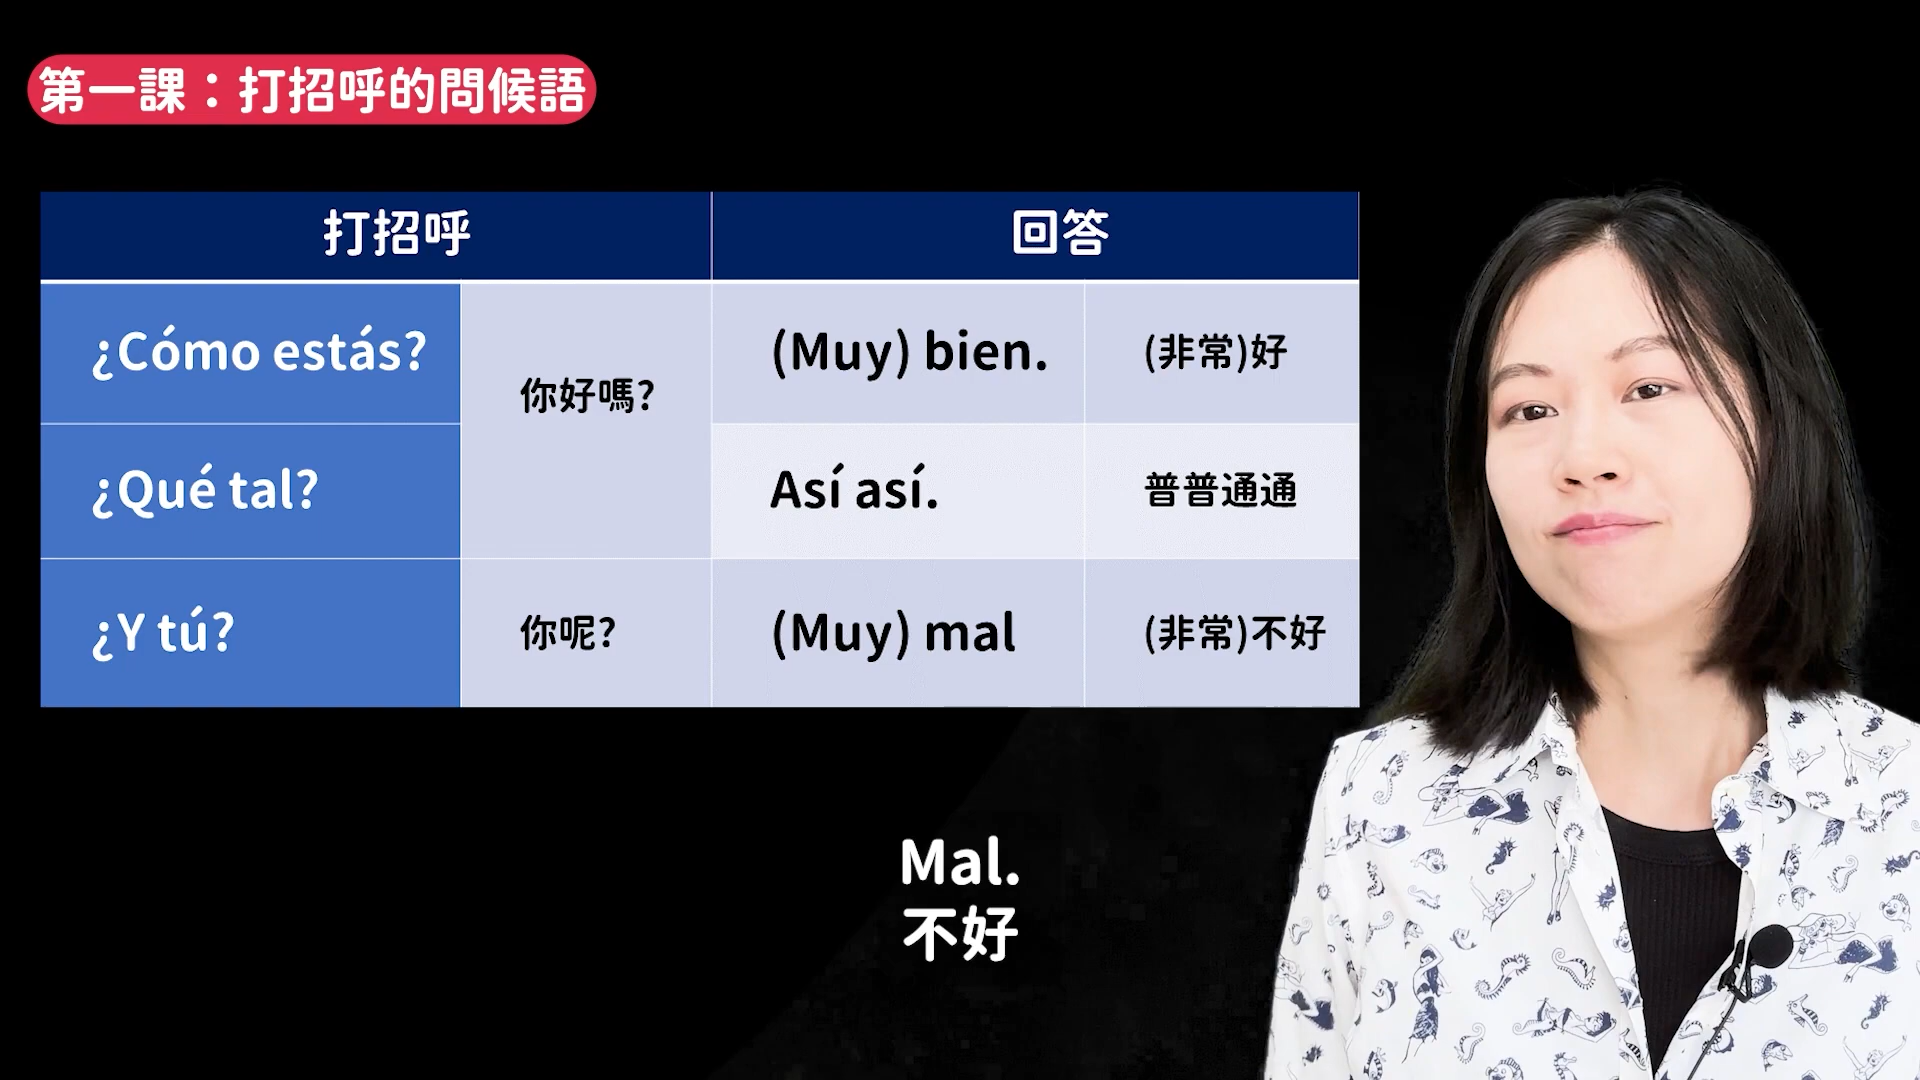 第一課：打招呼的問候語
打招呼 回答
¿Cómo estás? 你好嗎? (Muy) bien. (非常)好
¿Qué tal? Así así. 普普通通
¿Y tú? 你呢? (Muy) mal (非常)不好
Mal.
不好